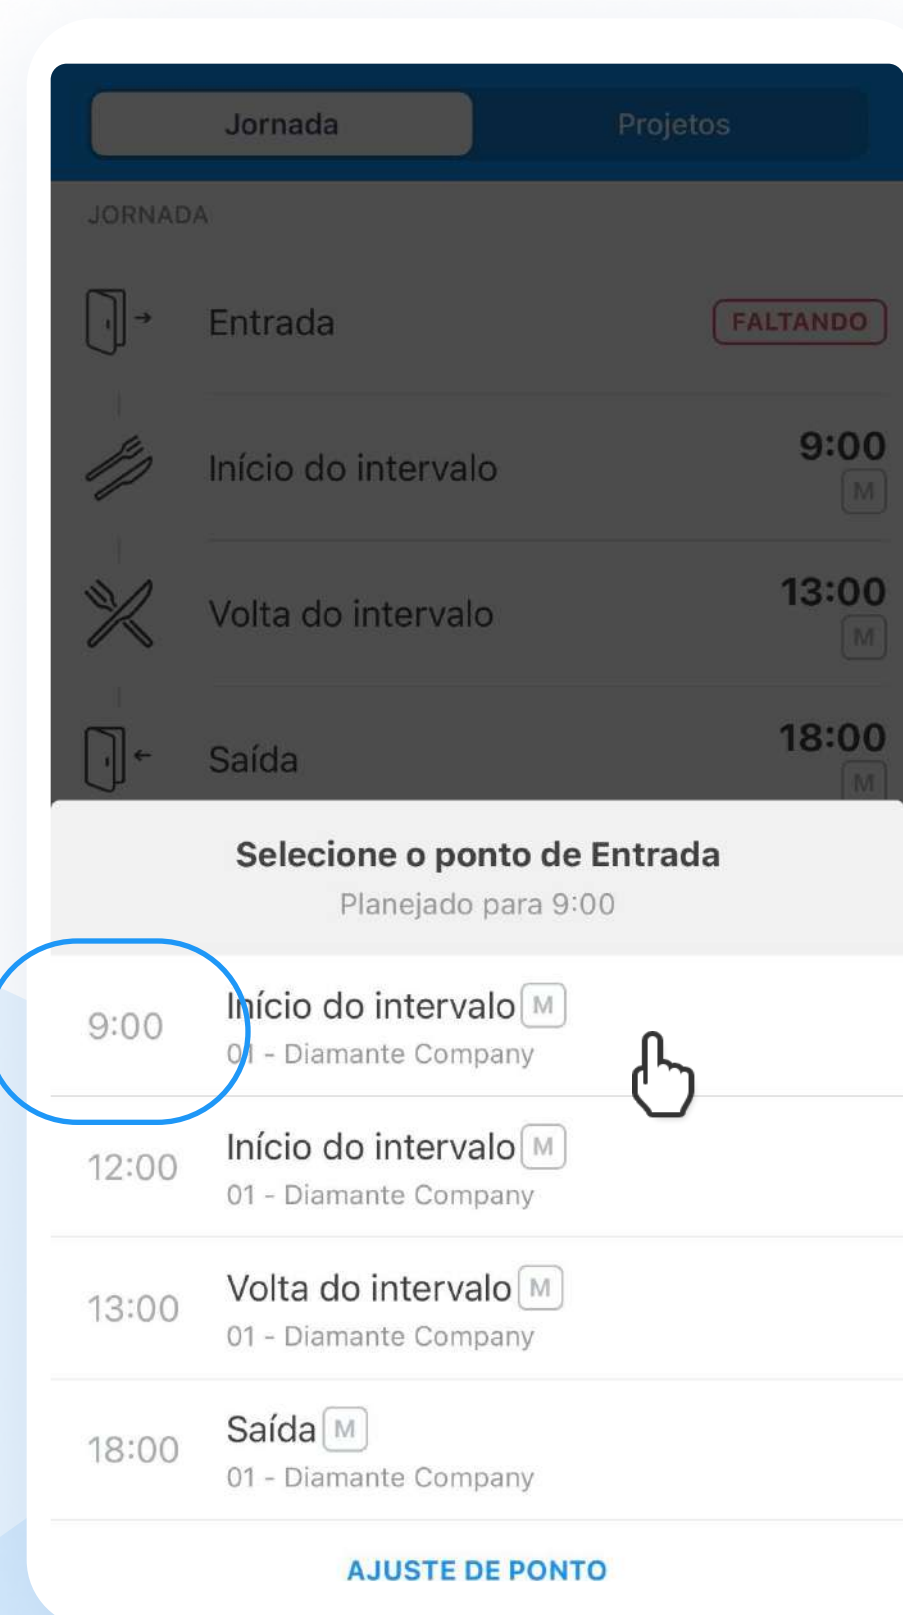 Jornada
Projetos
JORNADA
Entrada
FALTANDO
Início do intervalo
9:00
M
Volta do intervalo
13:00
M
Saída
18:00
M
Selecione o ponto de Entrada
Planejado para 9:00
9:00
Início do intervalo M
01 - Diamante Company
12:00
Início do intervalo M
01 - Diamante Company
13:00
Volta do intervalo M
01 - Diamante Company
18:00
Saída M
01 - Diamante Company
AJUSTE DE PONTO